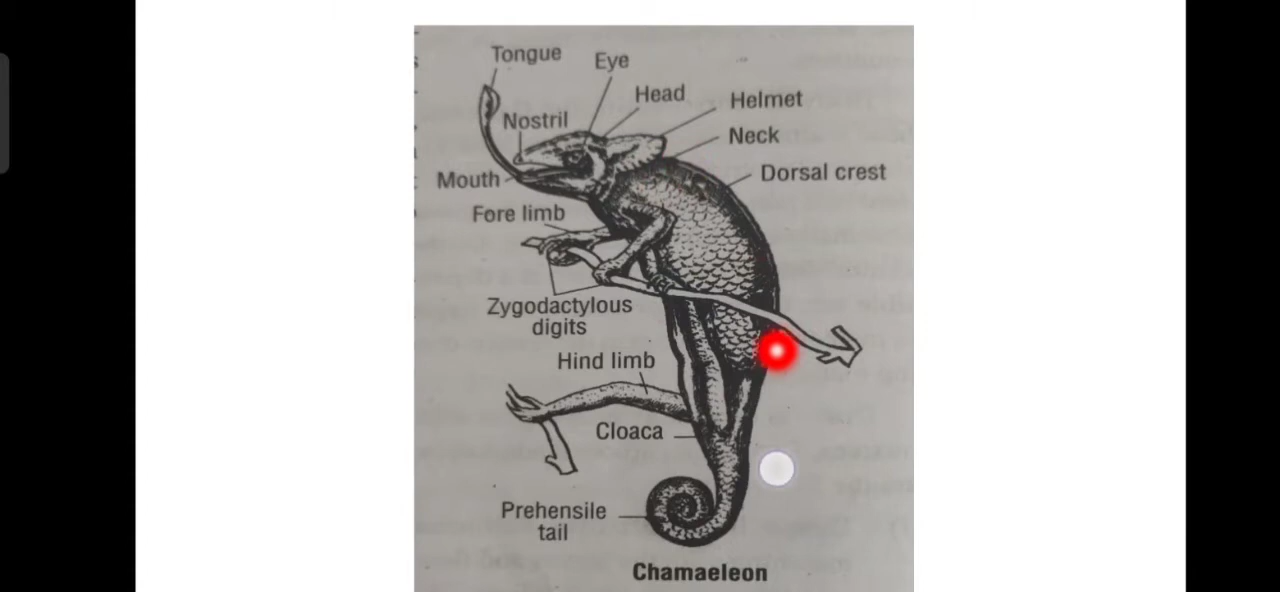 Tongue
Eye
Head
Helmet
Nostril
Neck
Mouth
Dorsal crest
Fore limb
Zygodactylous
digits
Hind limb
Cloaca
Prehensile
tail
Chamaeleon